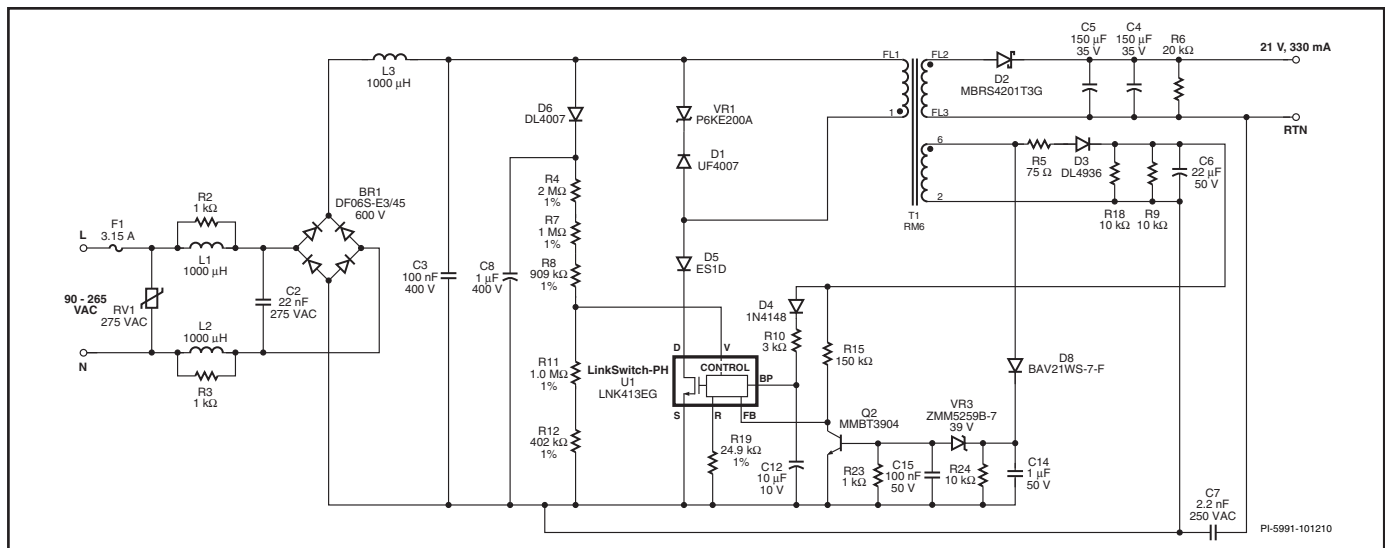 L
F1
3.15 A
90 - 265
VAC
RV1
275 VAC
N
R2
1 kΩ
L1
1000 µH
L2
1000 µH
R3
1 kΩ
C2
22 nF
275 VAC
BR1
DF06S-E3/45
600 V
L3
1000 µH
C3
100 nF
400 V
C8
1 µF
400 V
D6
DL4007
R4
2 MΩ
1%
R7
1 MΩ
1%
R8
909 kΩ
1%
R11
1.0 MΩ
1%
R12
402 kΩ
1%
VR1
P6KE200A
D1
UF4007
D5
ES1D
LinkSwitch-PH
U1
LNK413EG
D
V
CONTROL
BP
S
R
FB
R19
24.9 kΩ
1%
D4
1N4148
R10
3 kΩ
C12
10 µF
10 V
R15
150 kΩ
Q2
MMBT3904
R23
1 kΩ
C15
100 nF
50 V
VR3
ZMM5259B-7
39 V
R24
10 kΩ
C14
1 µF
50 V
D8
BAV21WS-7-F
FL1
1
FL2
FL3
6
2
T1
RM6
D2
MBRS4201T3G
C5
150 µF
35 V
C4
150 µF
35 V
R6
20 kΩ
21 V, 330 mA
RTN
R5
75 Ω
D3
DL4936
R18
10 kΩ
R9
10 kΩ
C6
22 µF
50 V
C7
2.2 nF
250 VAC
PI-5991-101210